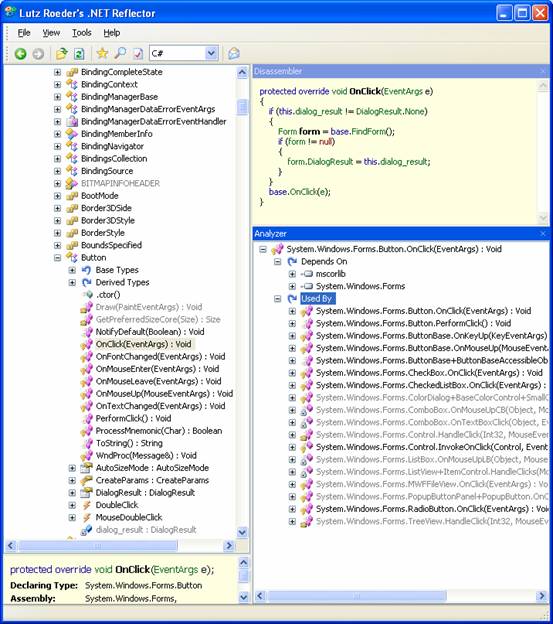 Lutz Roeder's .NET Reflector
File View Tools Help
C#
BindingCompleteState
BindingContext
BindingManagerBase
BindingManagerDataErrorEventArgs
BindingManagerDataErrorEventHandler
BindingMemberInfo
BindingNavigator
BindingsCollection
BindingSource
BITMAPINFOHEADER
BootMode
Border3DSide
Border3DStyle
BorderStyle
BoundsSpecified
Button
Base Types
Derived Types
.ctor()
Draw(PaintEventArgs) : Void
GetPreferredSizeCore(Size) : Size
NotifyDefault(Boolean) : Void
OnClick(EventArgs) : Void
OnFontChanged(EventArgs) : Void
OnMouseEnter(EventArgs) : Void
OnMouseLeave(EventArgs) : Void
OnMouseUp(MouseEventArgs) : Void
OnTextChanged(EventArgs) : Void
PerformClick() : Void
ProcessMnemonic(Char) : Boolean
ToString() : String
WndProc(Message&) : Void
AutoSizeMode : AutoSizeMode
CreateParams : CreateParams
DialogResult : DialogResult
DoubleClick
MouseDoubleClick
dialog_result : DialogResult
protected override void OnClick(EventArgs e);
Declaring Type: System.Windows.Forms.Button
Assembly: System.Windows.Forms,
Disassembler
protected override void OnClick(EventArgs e)
{
if (this.dialog_result != DialogResult.None)
{
Form form = base.FindForm();
if (form != null)
{
form.DialogResult = this.dialog_result;
}
}
base.OnClick(e);
}
Analyzer
System.Windows.Forms.Button.OnClick(EventArgs) : Void
Depends On
mscorlib
System.Windows.Forms
Used By
System.Windows.Forms.Button.OnClick(EventArgs) : Void
System.Windows.Forms.Button.PerformClick() : Void
System.Windows.Forms.ButtonBase.OnKeyUp(KeyEventArgs)
System.Windows.Forms.ButtonBase.OnMouseUp(MouseEventA
System.Windows.Forms.ButtonBase+ButtonBaseAccessibleOb
System.Windows.Forms.CheckBox.OnClick(EventArgs) : Void
System.Windows.Forms.CheckedListBox.OnClick(EventArgs) :
System.Windows.Forms.ColorDialog+BaseColorControl+SmallC
System.Windows.Forms.ComboBox.OnMouseUpCB(Object, Mo
System.Windows.Forms.ComboBox.OnTextBoxClick(Object, Ev
System.Windows.Forms.Control.HandleClick(Int32, MouseEve
System.Windows.Forms.Control.InvokeOnClick(Control, Event
System.Windows.Forms.ListBox.OnMouseUpLB(Object, Mouse
System.Windows.Forms.ListView+ItemControl.HandleClicks(Mo
System.Windows.Forms.MWFFileView.OnClick(EventArgs) : Vo
System.Windows.Forms.PopupButtonPanel+PopupButton.OnC
System.Windows.Forms.RadioButton.OnClick(EventArgs) : Voi
System.Windows.Forms.TreeView.HandleClick(Int32, MouseEv